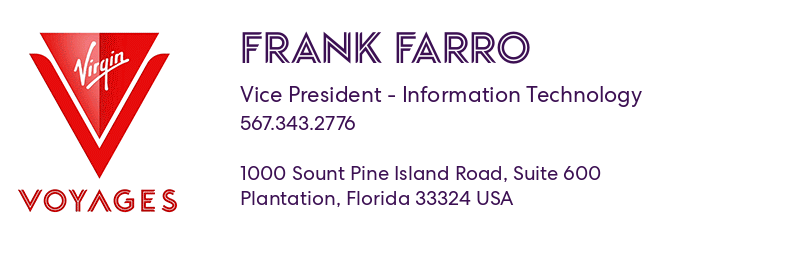 Virgin
VOYAGES
FRANK FARRO
Vice President - Information Technology
567.343.2776
1000 Sount Pine Island Road, Suite 600
Plantation, Florida 33324 USA